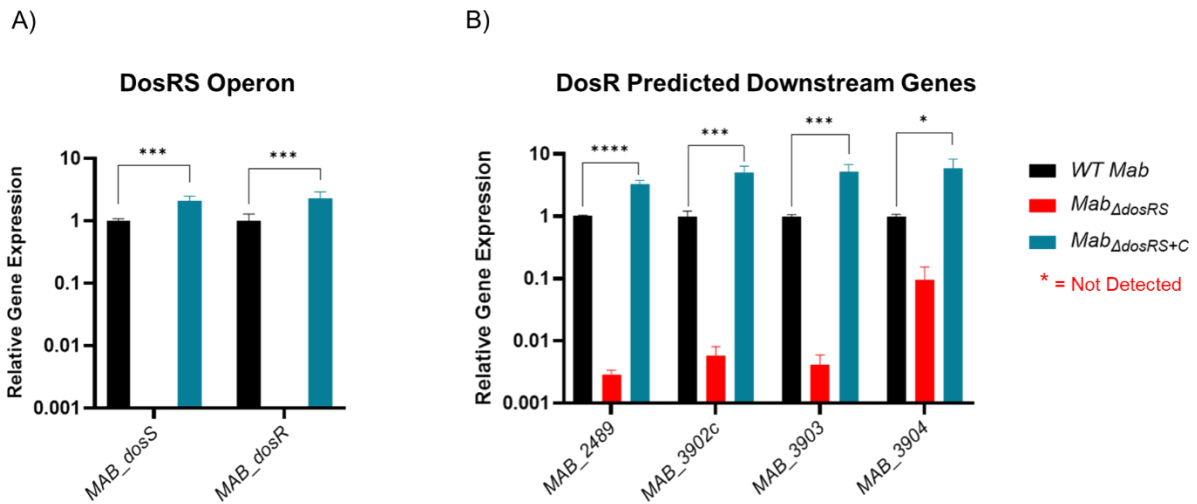 A)
DosRS Operon
Relative Gene Expression
10
1
0.1
0.01
0.001
***
***
MAB_dosS
MAB_dosR
B)
DosR Predicted Downstream Genes
Relative Gene Expression
10
1
0.1
0.01
0.001
****
***
***
*
MAB_2489
MAB_3902c
MAB_3903
MAB_3904
WT Mab
MabΔdosRS
MabΔdosRS+C
* = Not Detected